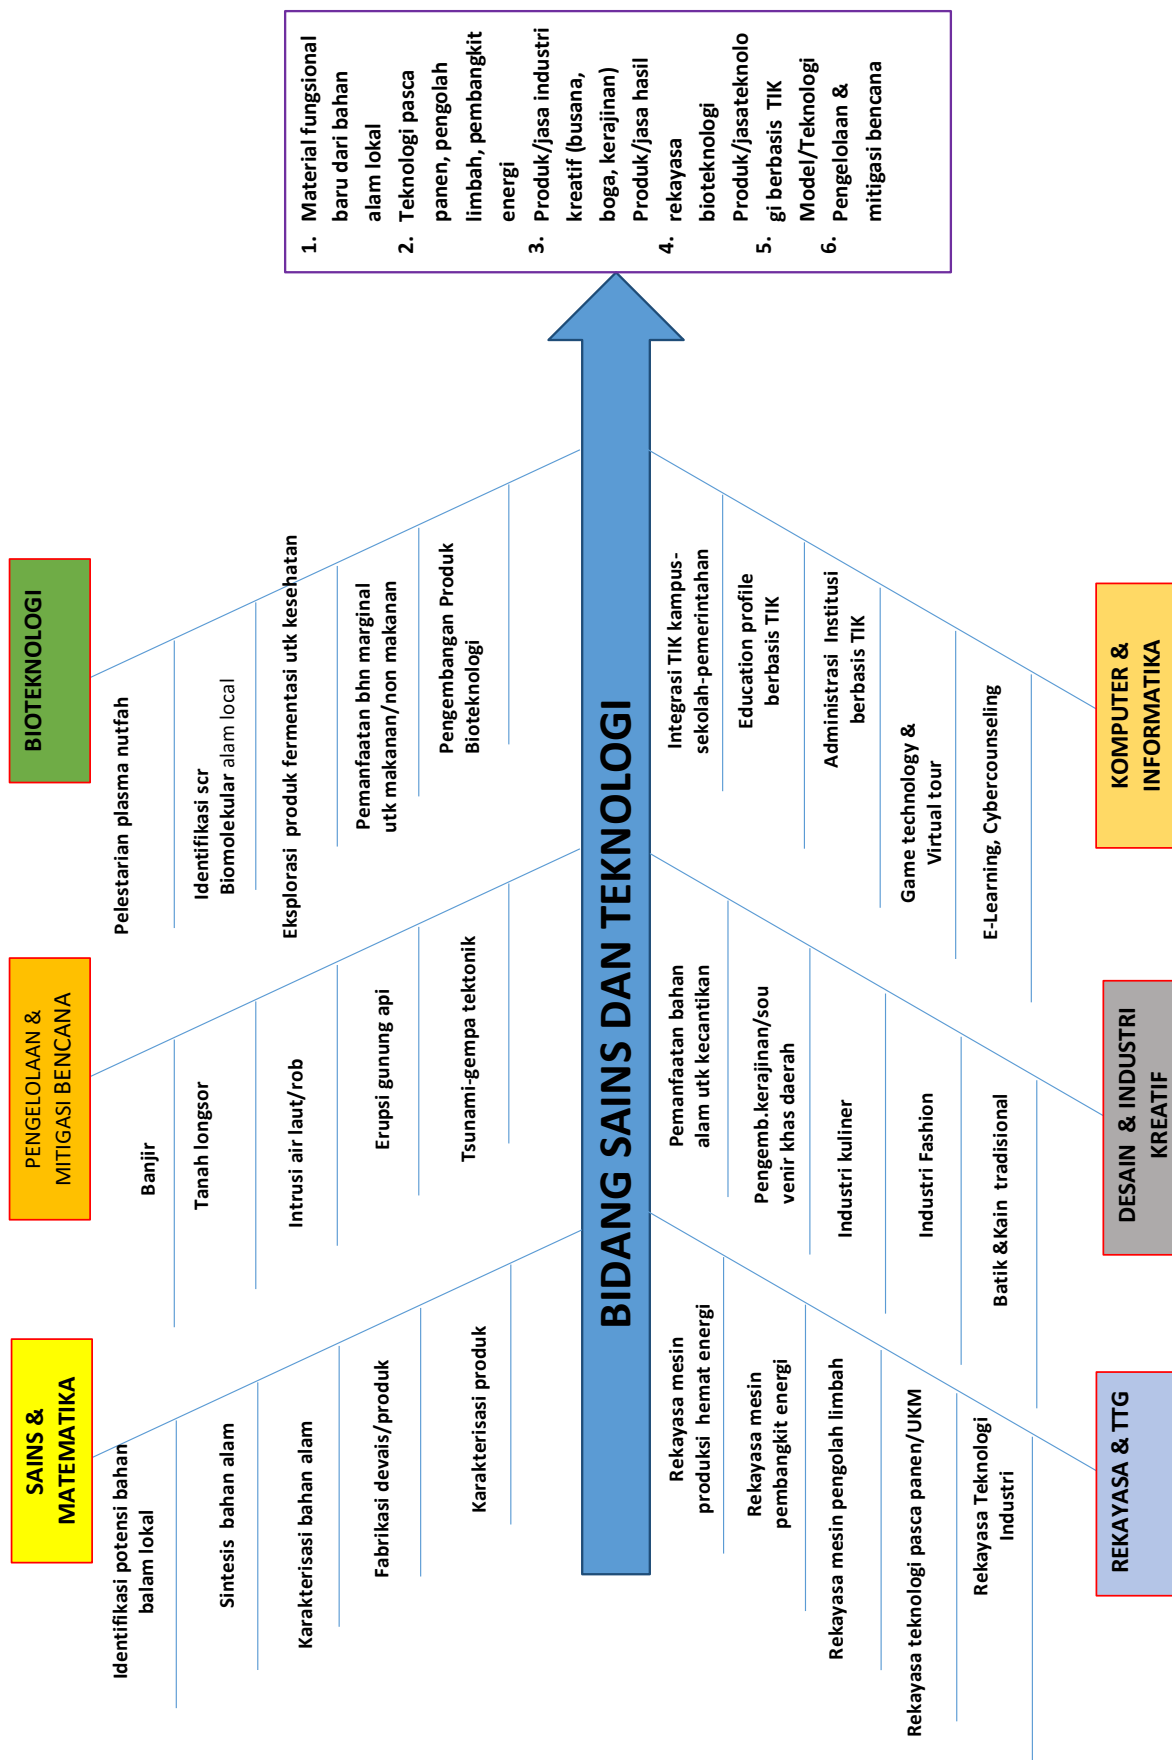 SAINS &
MATEMATIKA
Identifikasi potensi bahan
balam lokal
Sintesis bahan alam
Karakterisasi bahan alam
Fabrikasi devais/produk
Karakterisasi produk
PENGELOLAAN &
MITIGASI BENCANA
Banjir
Tanah longsor
Intrusi air laut/rob
Erupsi gunung api
Tsunami-gempa tektonik
BIOTEKNOLOGI
Pelestarian plasma nutfah
Identifikasi scr
Biomolekular alam local
Eksplorasi produk fermentasi utk kesehatan
Pemanfaatan bhn marginal
utk makanan/non makanan
Pengembangan Produk
Bioteknologi
BIDANG SAINS DAN TEKNOLOGI
1. Material fungsional
baru dari bahan
alam lokal
2. Teknologi pasca
panen, pengolah
limbah, pembangkit
energi
3. Produk/jasa industri
kreatif (busana,
boga, kerajinan)
Produk/jasa hasil
4. rekayasa
bioteknologi
Produk/jasateknolo
5. gi berbasis TIK
Model/Teknologi
6. Pengelolaan &
mitigasi bencana
Rekayasa mesin
produksi hemat energi
Rekayasa mesin
pembangkit energi
Rekayasa mesin pengolah limbah
Rekayasa teknologi pasca panen/UKM
Rekayasa Teknologi
Industri
REKAYASA & TTG
Pemanfaatan bahan
alam utk kecantikan
Pengemb.kerajinan/sou
venir khas daerah
Industri kuliner
Industri Fashion
Batik &Kain tradisional
DESAIN & INDUSTRI
KREATIF
Integrasi TIK kampus-
sekolah-pemerintahan
Education profile
berbasis TIK
Administrasi Institusi
berbasis TIK
Game technology &
Virtual tour
E-Learning, Cybercounseling
KOMPUTER &
INFORMATIKA